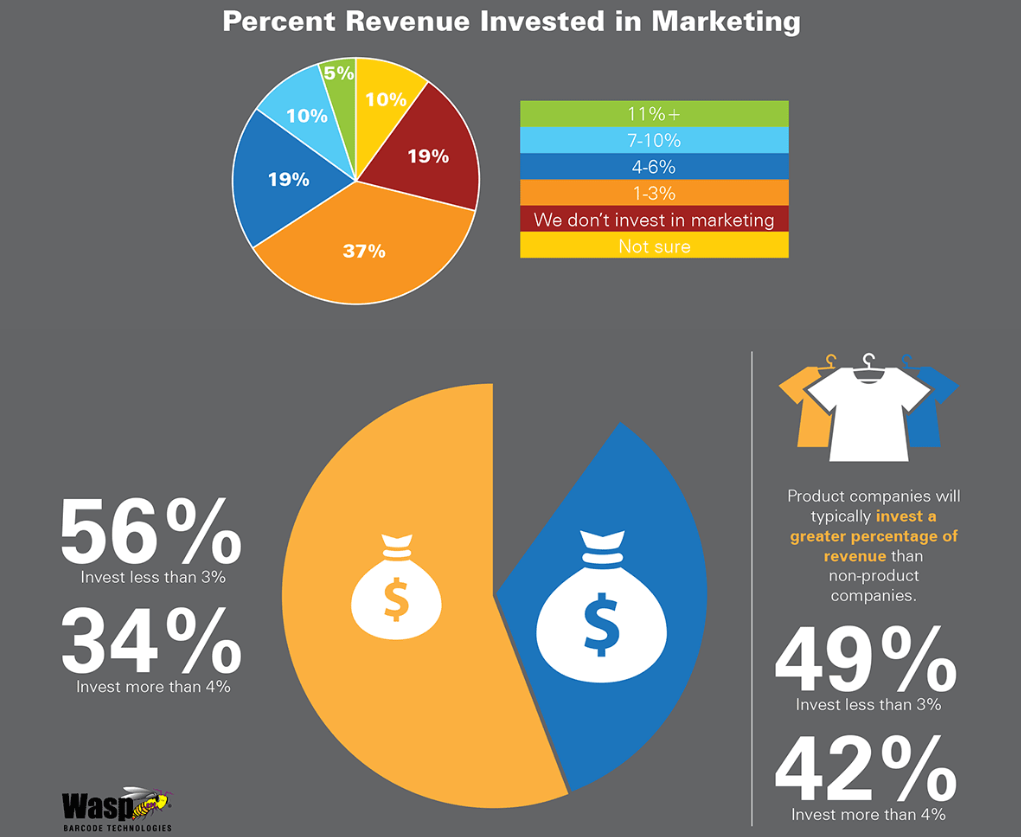 Percent Revenue Invested in Marketing
5%
10%
10%
19%
19%
37%
11%+
7-10%
4-6%
1-3%
We don't invest in marketing
Not sure
56%
Invest less than 3%
34%
Invest more than 4%
$
$
Product companies will
typically invest a
greater percentage of
revenue than
non-product
companies.
49%
Invest less than 3%
42%
Invest more than 4%
Wasp
BARCODE TECHNOLOGIES